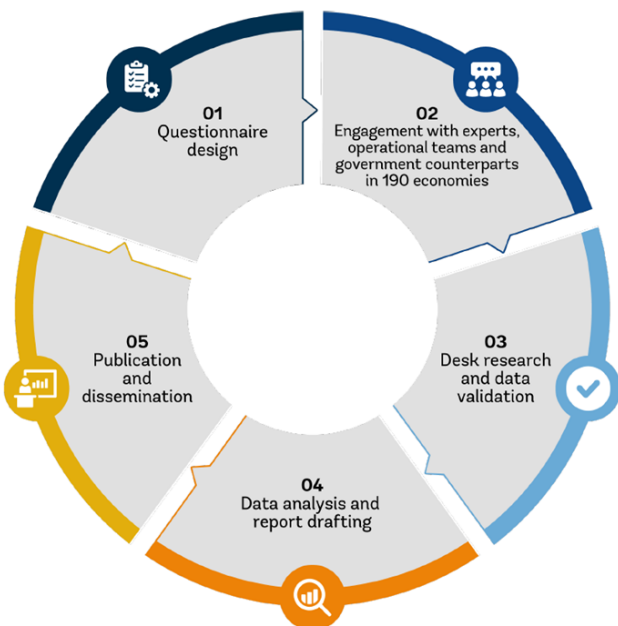 01
Questionnaire
design
02
Engagement with experts,
operational teams and
government counterparts
in 190 economies
03
Desk research
and data
validation
04
Data analysis and
report drafting
05
Publication
and
dissemination